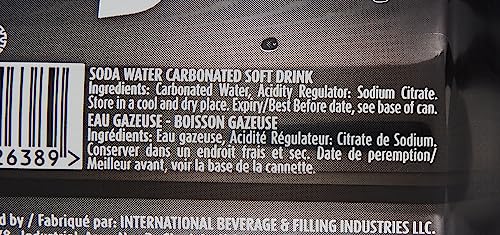 SODA WATER CARBONATED SOFT DRINK
Ingredients: Carbonated Water, Acidity Regulator: Sodium Citrate.
Store in a cool and dry place. Expiry/Best Before date, see base of can.
EAU GAZEUSE - BOISSON GAZEUSE
Ingrédients: Eau gazeuse, Acidité Régulateur: Citrate de Sodium,
Conserver dans un endroit frais et sec. Date de peremption/
Meilleur avant, voir la base de la cannette.
26389>
by / Fabriqué par: INTERNATIONAL BEVERAGE & FILLING INDUSTRIES LLC.